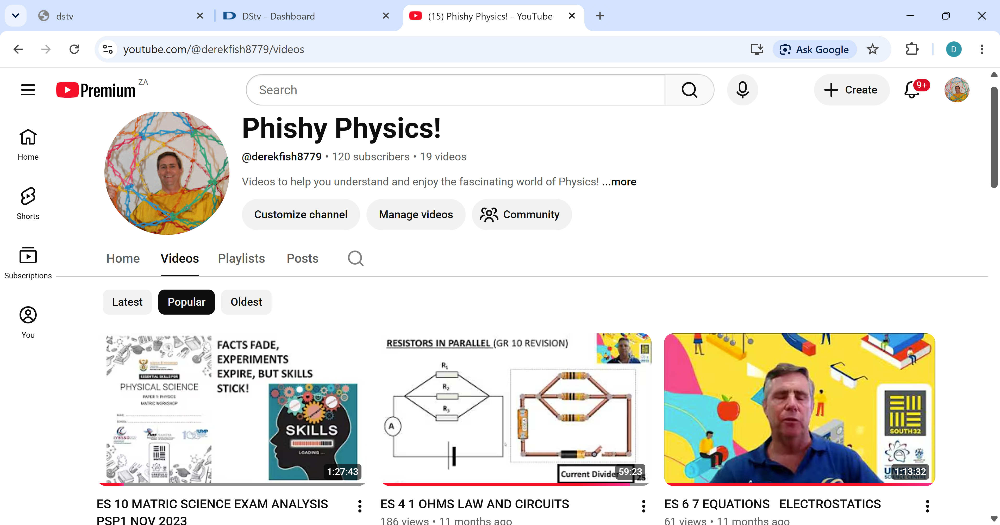 dstv
DStv - Dashboard
(15) Phishy Physics! - YouTube
youtube.com/@derekfish8779/videos
Ask Google
D
Premium
ZA
Search
Create
9+
Home
Shorts
Subscriptions
You
Phishy Physics!
@derekfish8779 • 120 subscribers • 19 videos
Videos to help you understand and enjoy the fascinating world of Physics! ...more
Customize channel
Manage videos
Community
Home
Videos
Playlists
Posts
Latest
Popular
Oldest
ESSENTIAL SKILLS FOR
PHYSICAL SCIENCE
PAPER 1: PHYSICS
MATRIC WORKSHOP
FACTS FADE,
EXPERIMENTS
EXPIRE, BUT SKILLS
STICK!
SKILLS
LOADING ...
1:27:43
RESISTORS IN PARALLEL (GR 10 REVISION)
R1
R2
R3
A
Current Divider
25
59:23
SOUTH32
SCIENCE CENTRE
1:13:32
ES 10 MATRIC SCIENCE EXAM ANALYSIS
PSP1 NOV 2023
ES 4 1 OHMS LAW AND CIRCUITS
186 views • 11 months ago
ES 6 7 EQUATIONS ELECTROSTATICS
61 views • 11 months ago